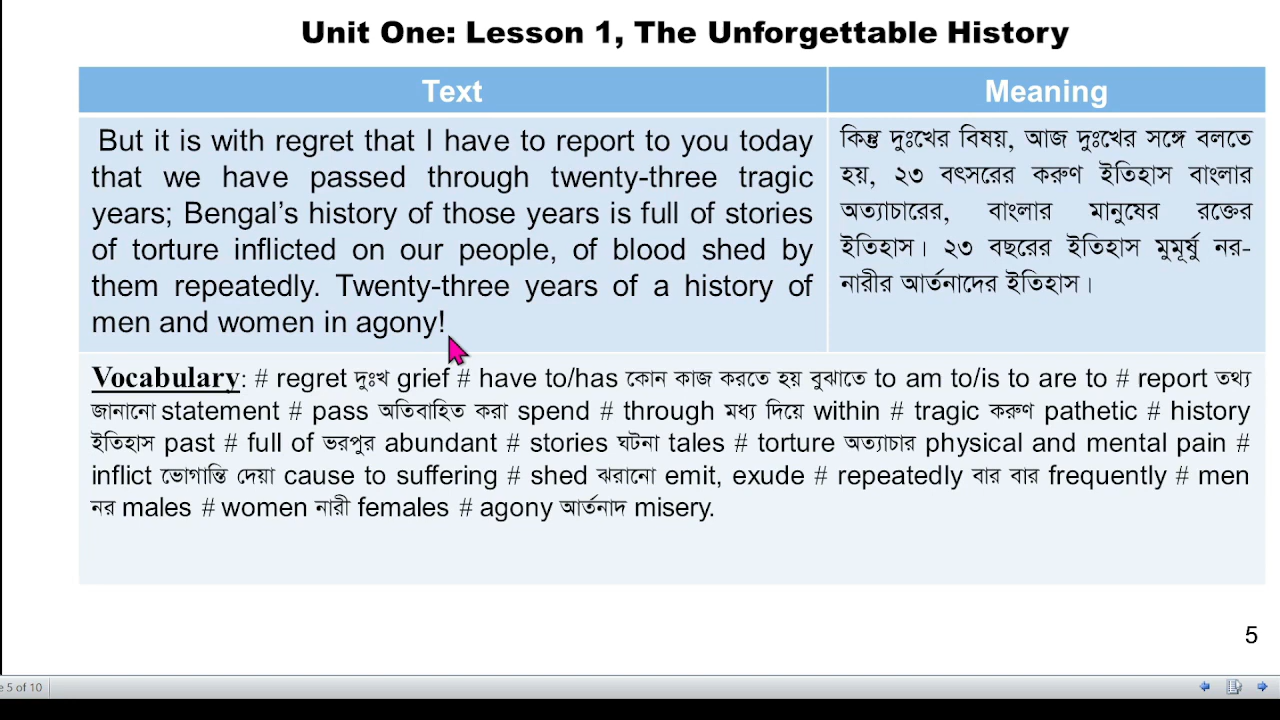 Unit One: Lesson 1, The Unforgettable History
Text
Meaning
But it is with regret that I have to report to you today
that we have passed through twenty-three tragic
years; Bengal's history of those years is full of stories
of torture inflicted on our people, of blood shed by
them repeatedly. Twenty-three years of a history of
men and women in agony!
কিন্তু দুঃখের বিষয়, আজ দুঃখের সঙ্গে বলতে
হয়, ২৩ বৎসরের করুণ ইতিহাস বাংলার
অত্যাচারের, বাংলার মানুষের রক্তের
ইতিহাস। ২৩ বছরের ইতিহাস মুমূর্ষু নর-
নারীর আর্তনাদের ইতিহাস।
Vocabulary: # regret দুঃখ grief # have to/has কোন কাজ করতে হয় বুঝাতে to am to/is to are to # report তথ্য
জানানো statement # pass অতিবাহিত করা spend # through মধ্য দিয়ে within # tragic করুণ pathetic # history
ইতিহাস past # full of ভরপুর abundant # stories ঘটনা tales # torture অত্যাচার physical and mental pain #
inflict ভোগান্তি দেয়া cause to suffering # shed ঝরানো emit, exude # repeatedly বার বার frequently # men
নর males # women নারী females # agony আর্তনাদ misery.
5
e 5 of 10